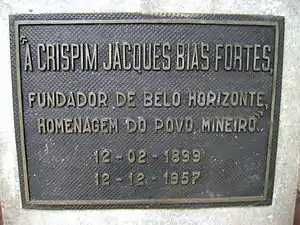 "A CRISPIM JACQUES BIAS FORTES,
FUNDADOR DE BELO HORIZONTE,
HOMENAGEM DO POVO MINEIRO".
12-02-1899
12-12-1957